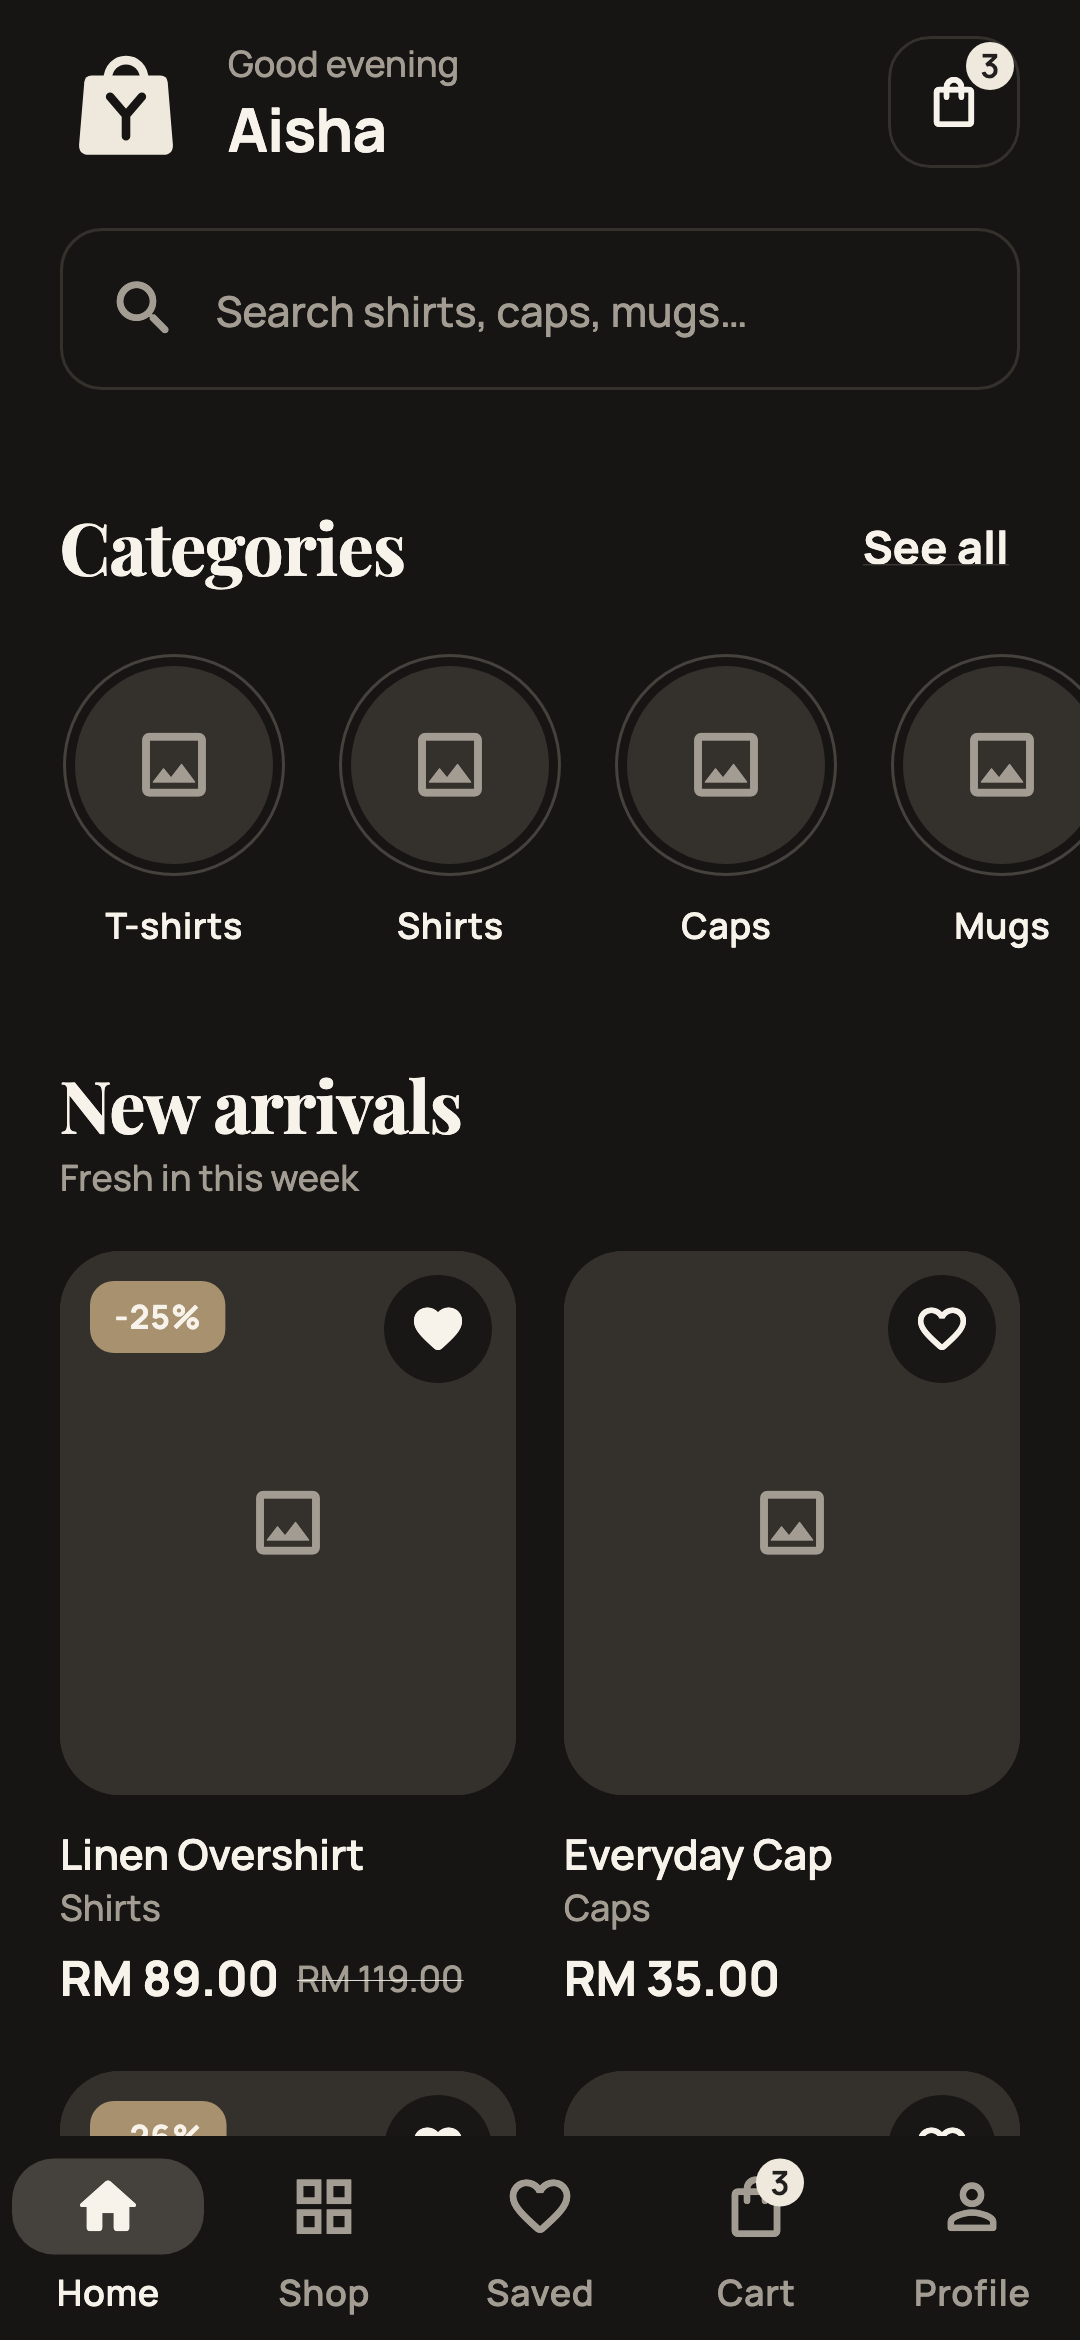 Y
Good evening
Aisha
3
Search shirts, caps, mugs...
Categories
See all
T-shirts
Shirts
Caps
Mugs
New arrivals
Fresh in this week
-25%
Linen Overshirt
Shirts
RM 89.00 RM 119.00
Everyday Cap
Caps
RM 35.00
-26%
Home
Shop
Saved
3
Cart
Profile